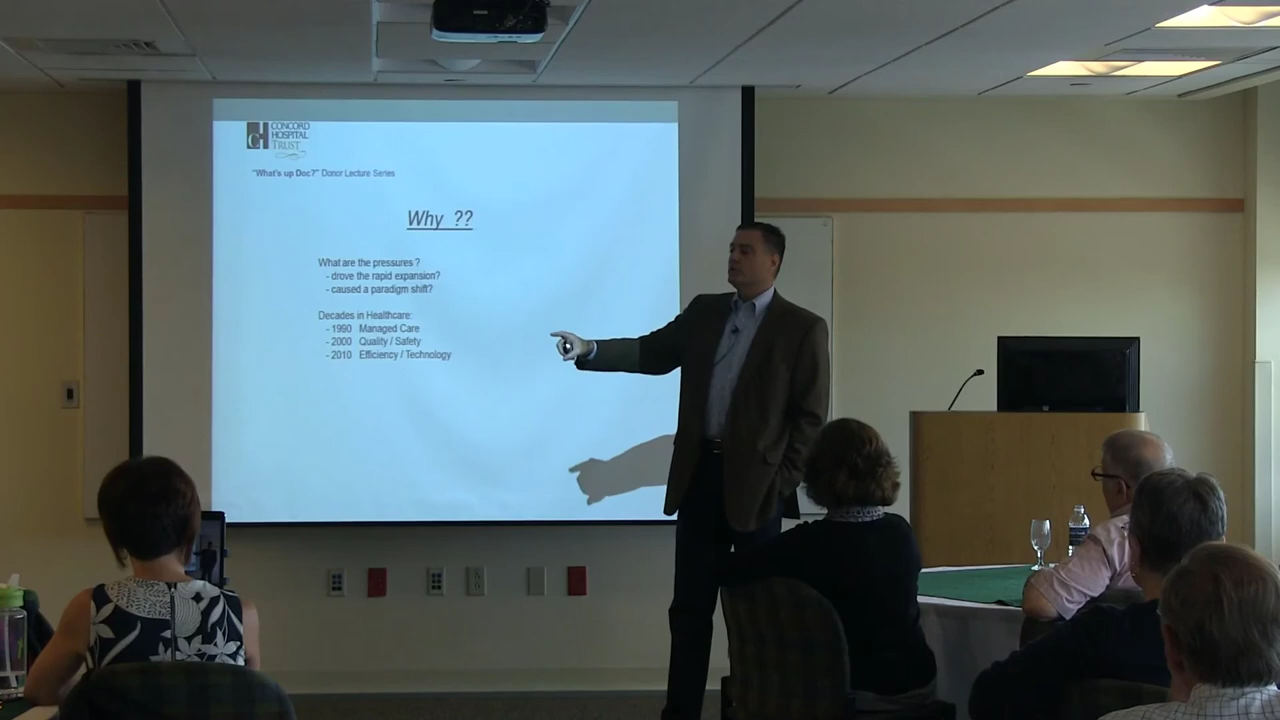 CONCORD
HOSPITAL
TRUST
"What's up Doc?" Donor Lecture Series
Why ??
What are the pressures ?
- drove the rapid expansion?
- caused a paradigm shift?
Decades in Healthcare:
- 1990 Managed Care
- 2000 Quality / Safety
- 2010 Efficiency / Technology